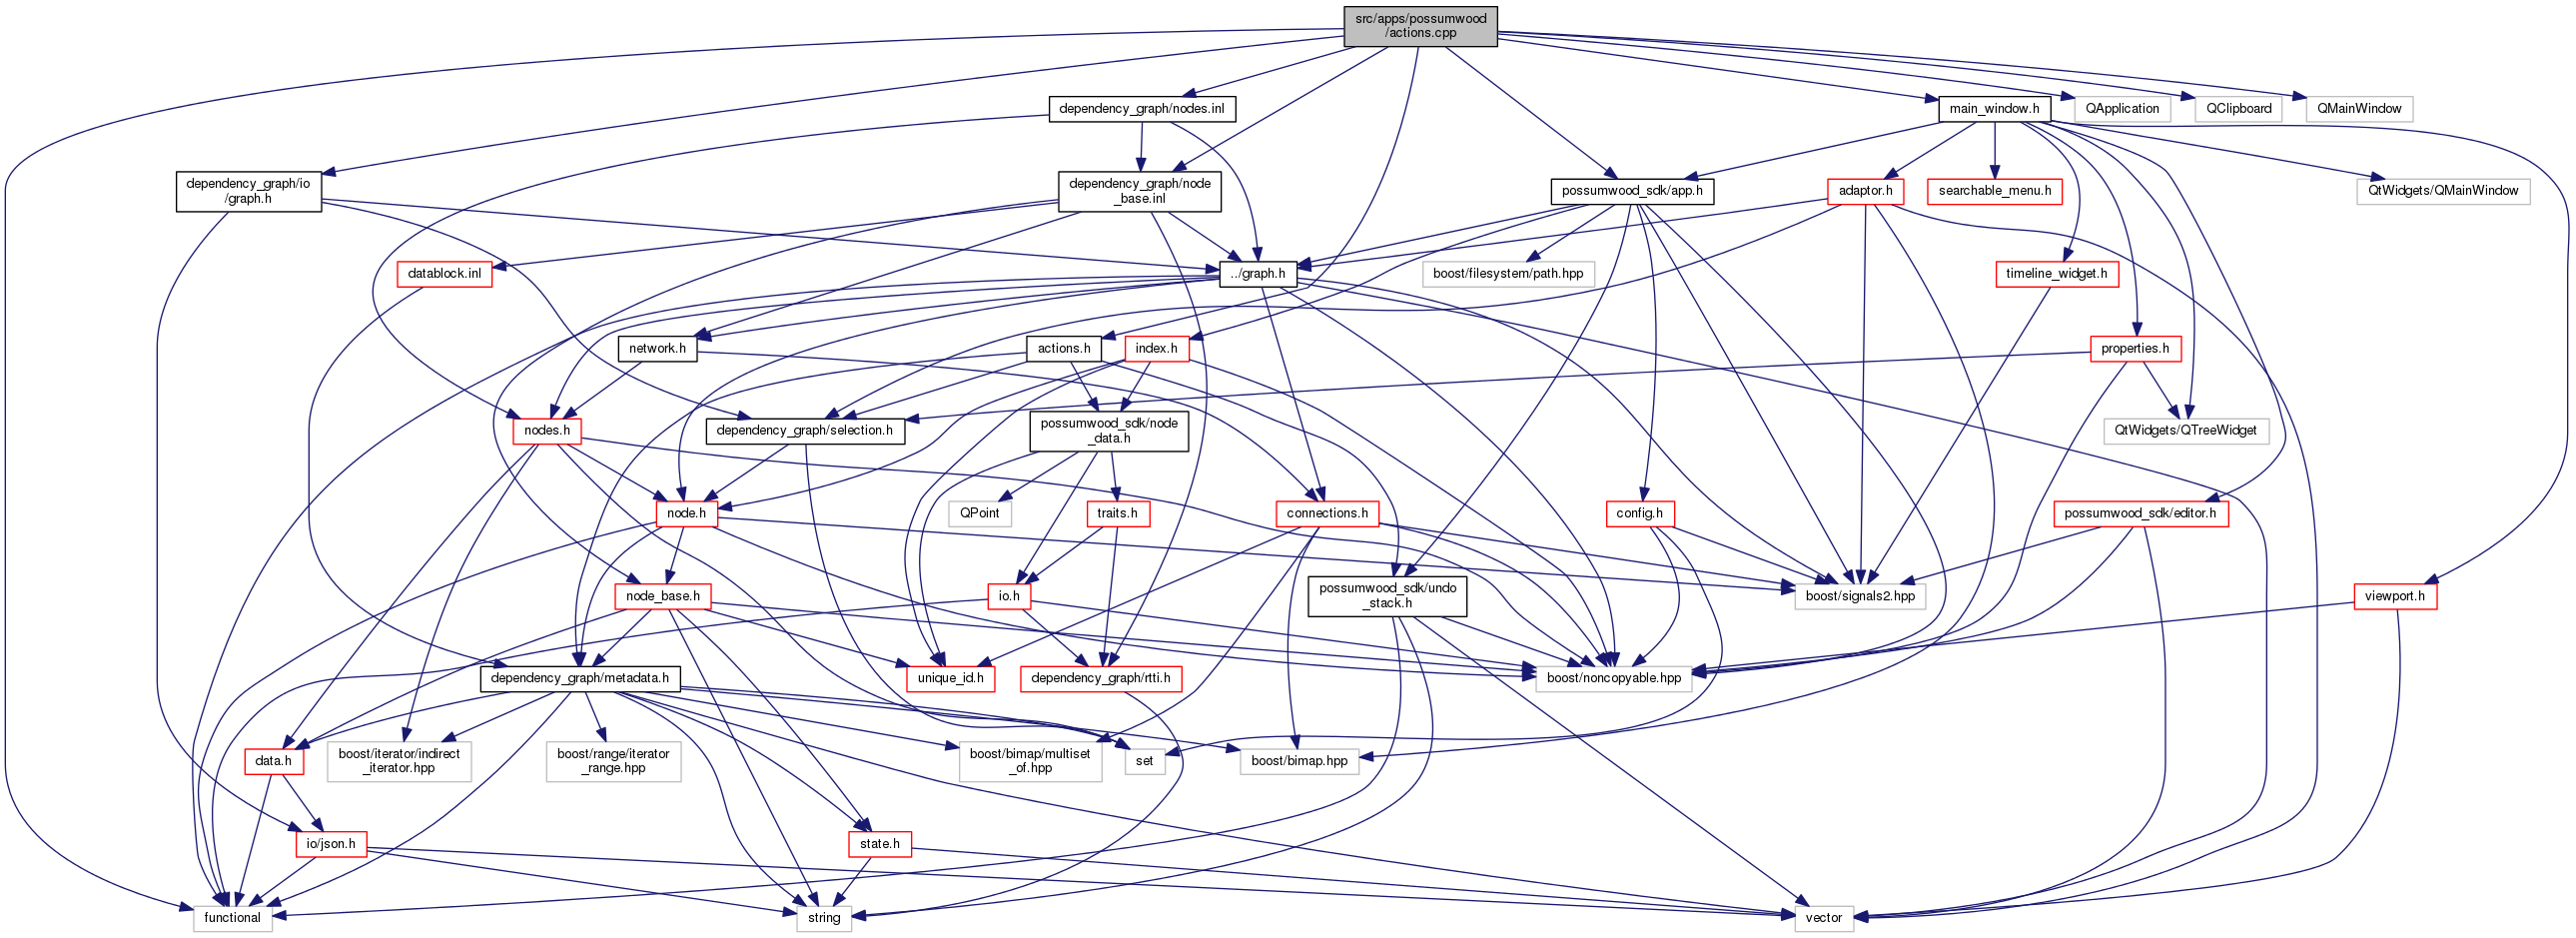 src/apps/possumwood
/actions.cpp
dependency_graph/nodes.inl
main_window.h
QApplication
QClipboard
QMainWindow
dependency_graph/io
/graph.h
dependency_graph/node
_base.inl
possumwood_sdk/app.h
adaptor.h
searchable_menu.h
QtWidgets/QMainWindow
datablock.inl
../graph.h
boost/filesystem/path.hpp
timeline_widget.h
network.h
actions.h
index.h
properties.h
nodes.h
dependency_graph/selection.h
possumwood_sdk/node
_data.h
QtWidgets/QTreeWidget
node.h
QPoint
traits.h
connections.h
config.h
possumwood_sdk/editor.h
node_base.h
io.h
possumwood_sdk/undo
_stack.h
boost/signals2.hpp
viewport.h
dependency_graph/metadata.h
unique_id.h
dependency_graph/rtti.h
boost/noncopyable.hpp
data.h
boost/iterator/indirect
_iterator.hpp
boost/range/iterator
_range.hpp
boost/bimap/multiset
_of.hpp
set
boost/bimap.hpp
io/json.h
state.h
functional
string
vector